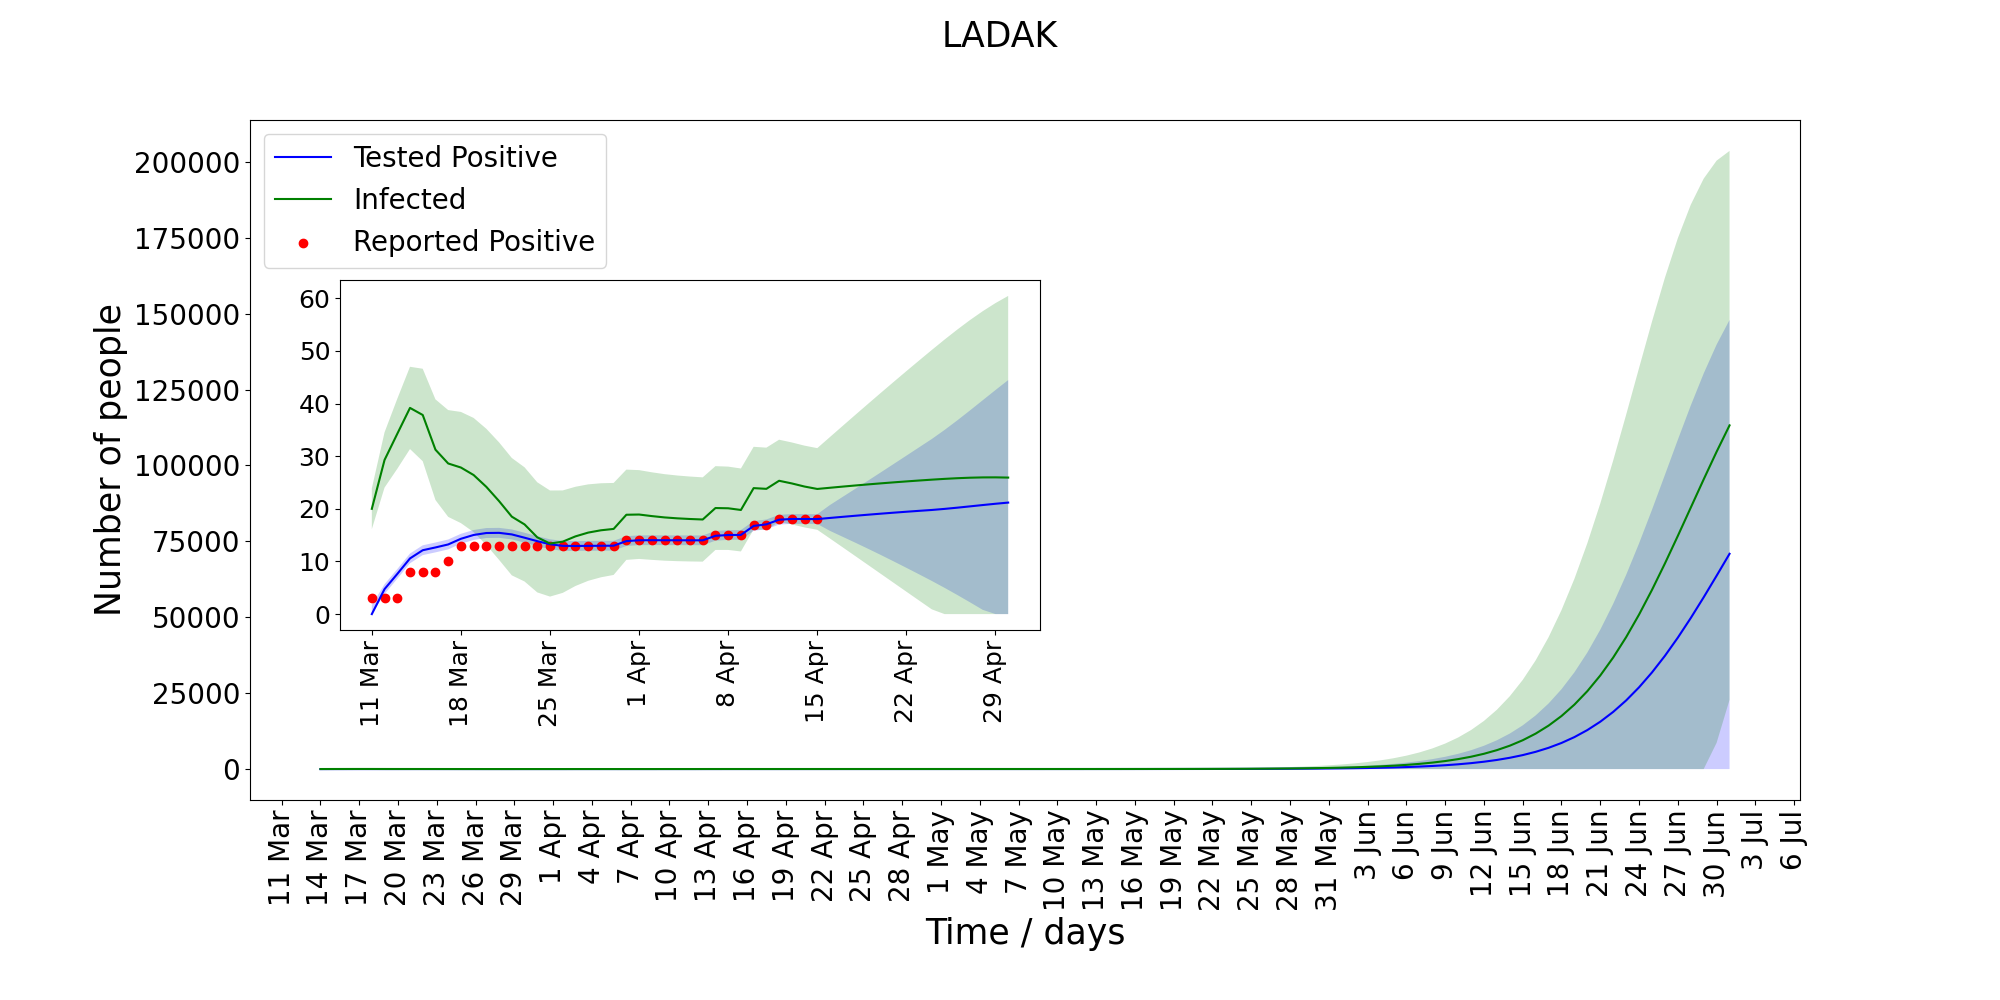 LADAK
Tested Positive
Infected
Reported Positive
Number of people
200000
175000
150000
125000
100000
75000
50000
25000
0
60
50
40
30
20
10
0
11 Mar
18 Mar
25 Mar
1 Apr
8 Apr
15 Apr
22 Apr
29 Apr
11 Mar
14 Mar
17 Mar
20 Mar
23 Mar
26 Mar
29 Mar
1 Apr
4 Apr
7 Apr
10 Apr
13 Apr
16 Apr
19 Apr
22 Apr
25 Apr
28 Apr
1 May
4 May
7 May
10 May
13 May
16 May
19 May
22 May
25 May
28 May
31 May
3 Jun
6 Jun
9 Jun
12 Jun
15 Jun
18 Jun
21 Jun
24 Jun
27 Jun
30 Jun
3 Jul
6 Jul
Time / days